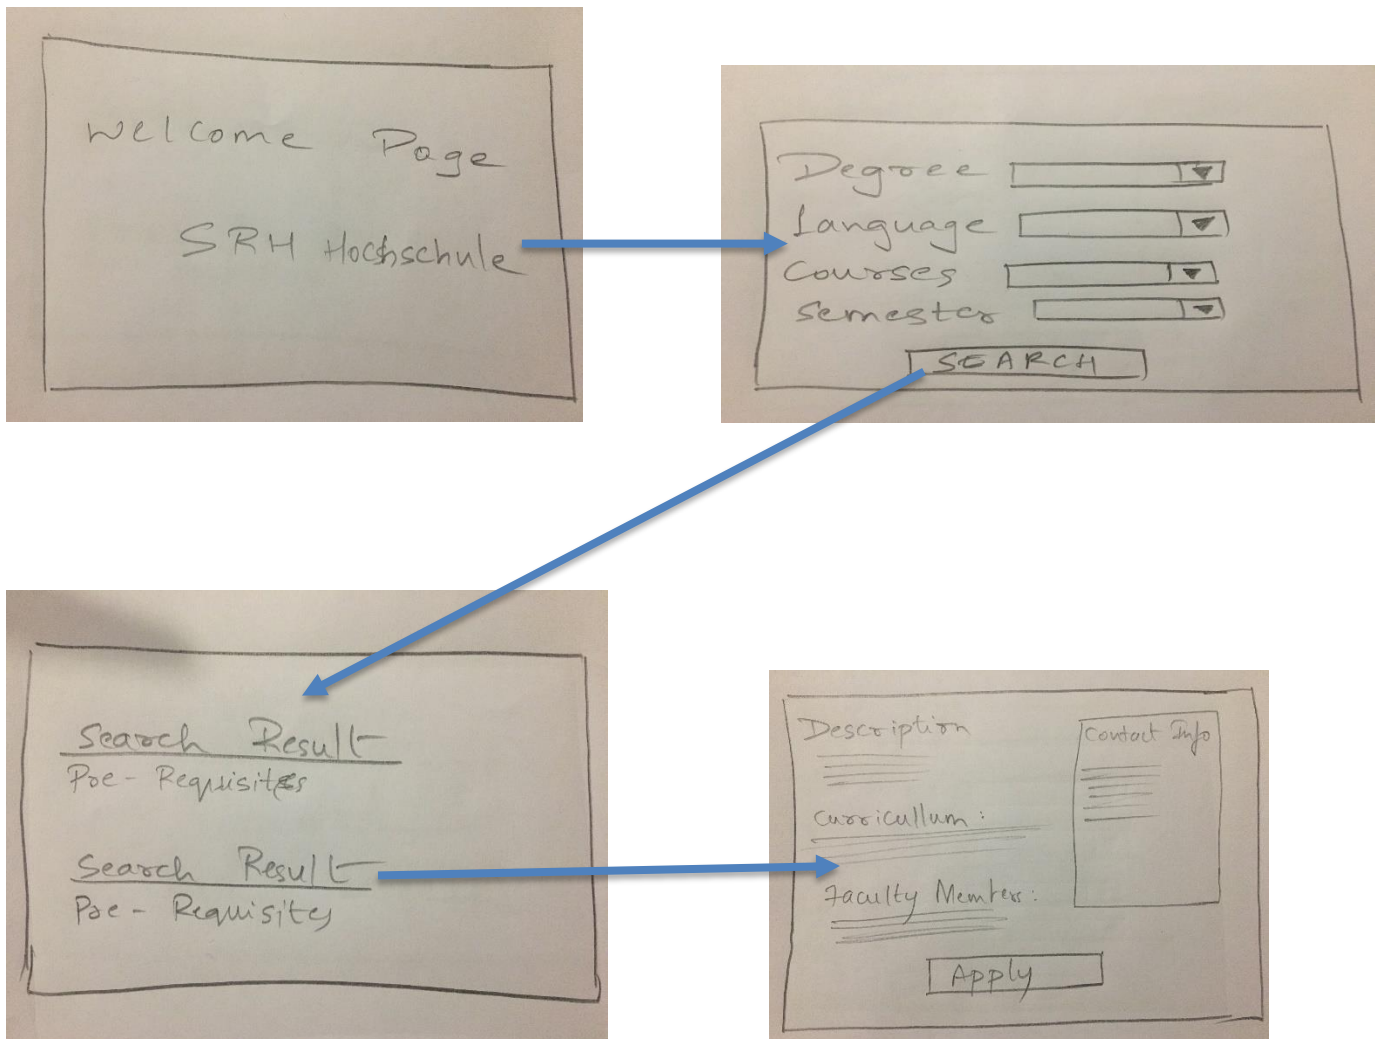 Welcome Page
SRH Hochschule
Degree
Language
Courses
Semester
SEARCH
Search Result
Pre - Requisites
Search Result
Pre - Requisites
Description
Curricullum :
Faculty Members :
Contact Info
Apply